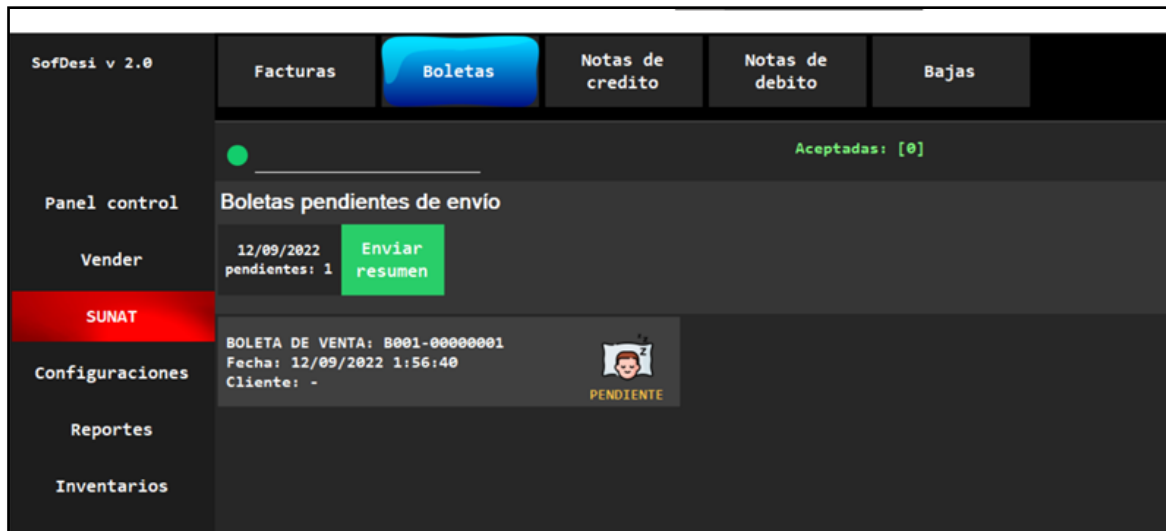 SofDesi v 2.0
Facturas
Boletas
Notas de
credito
Notas de
debito
Bajas
Aceptadas: [0]
Panel control
Vender
SUNAT
Configuraciones
Reportes
Inventarios
Boletas pendientes de envío
12/09/2022
pendientes: 1
Enviar
resumen
BOLETA DE VENTA: B001-00000001
Fecha: 12/09/2022 1:56:40
Cliente: -
PENDIENTE